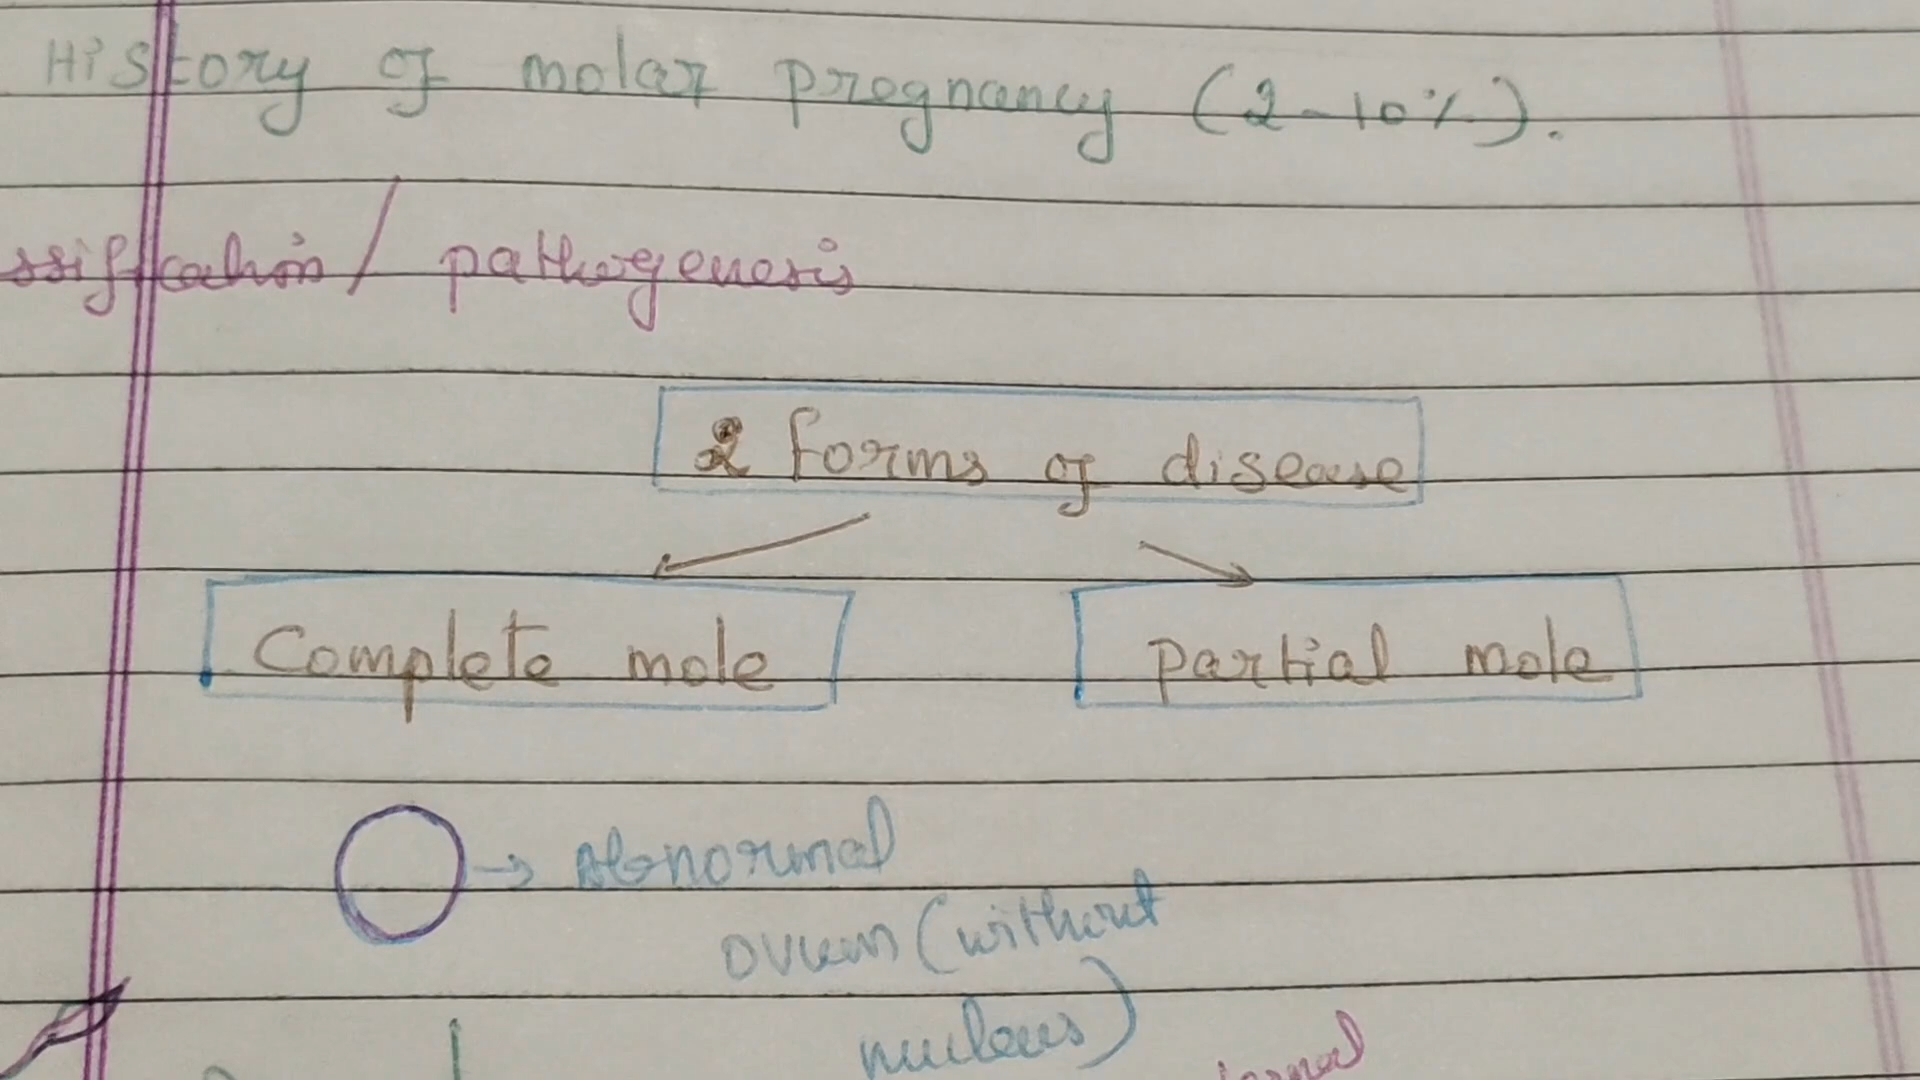 History of molar pregnancy (2-10%).
ssification/ pathogenesis
2 forms of disease
Complete mole
partial mole
→ Abnormal
ovum (without
nucleus)